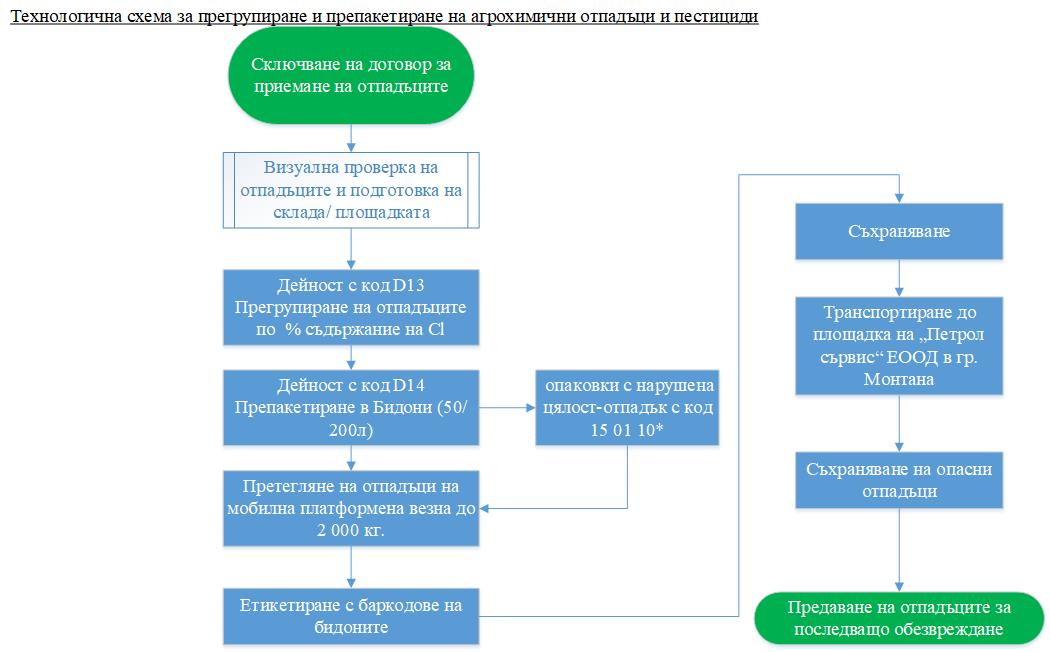 Технологична схема за прегрупиране и препакетиране на агрохимични отпадъци и пестициди
Сключване на договор за
приемане на отпадъците
Визуална проверка на
отпадъците и подготовка на
склада/ площадката
Дейност с код D13
Прегрупиране на отпадъците
по % съдържание на Cl
Дейност с код D14
Препакетиране в Бидони (50/
200л)
опаковки с нарушена
цялост-отпадък с код
15 01 10*
Претегляне на отпадъци на
мобилна платформена везна до
2 000 кг.
Етикетиране с баркодове на
бидоните
Съхраняване
Транспортиране до
площадка на „Петрол
сървис“ ЕООД в гр.
Монтана
Съхраняване на опасни
отпадъци
Предаване на отпадъците за
последващо обезвреждане